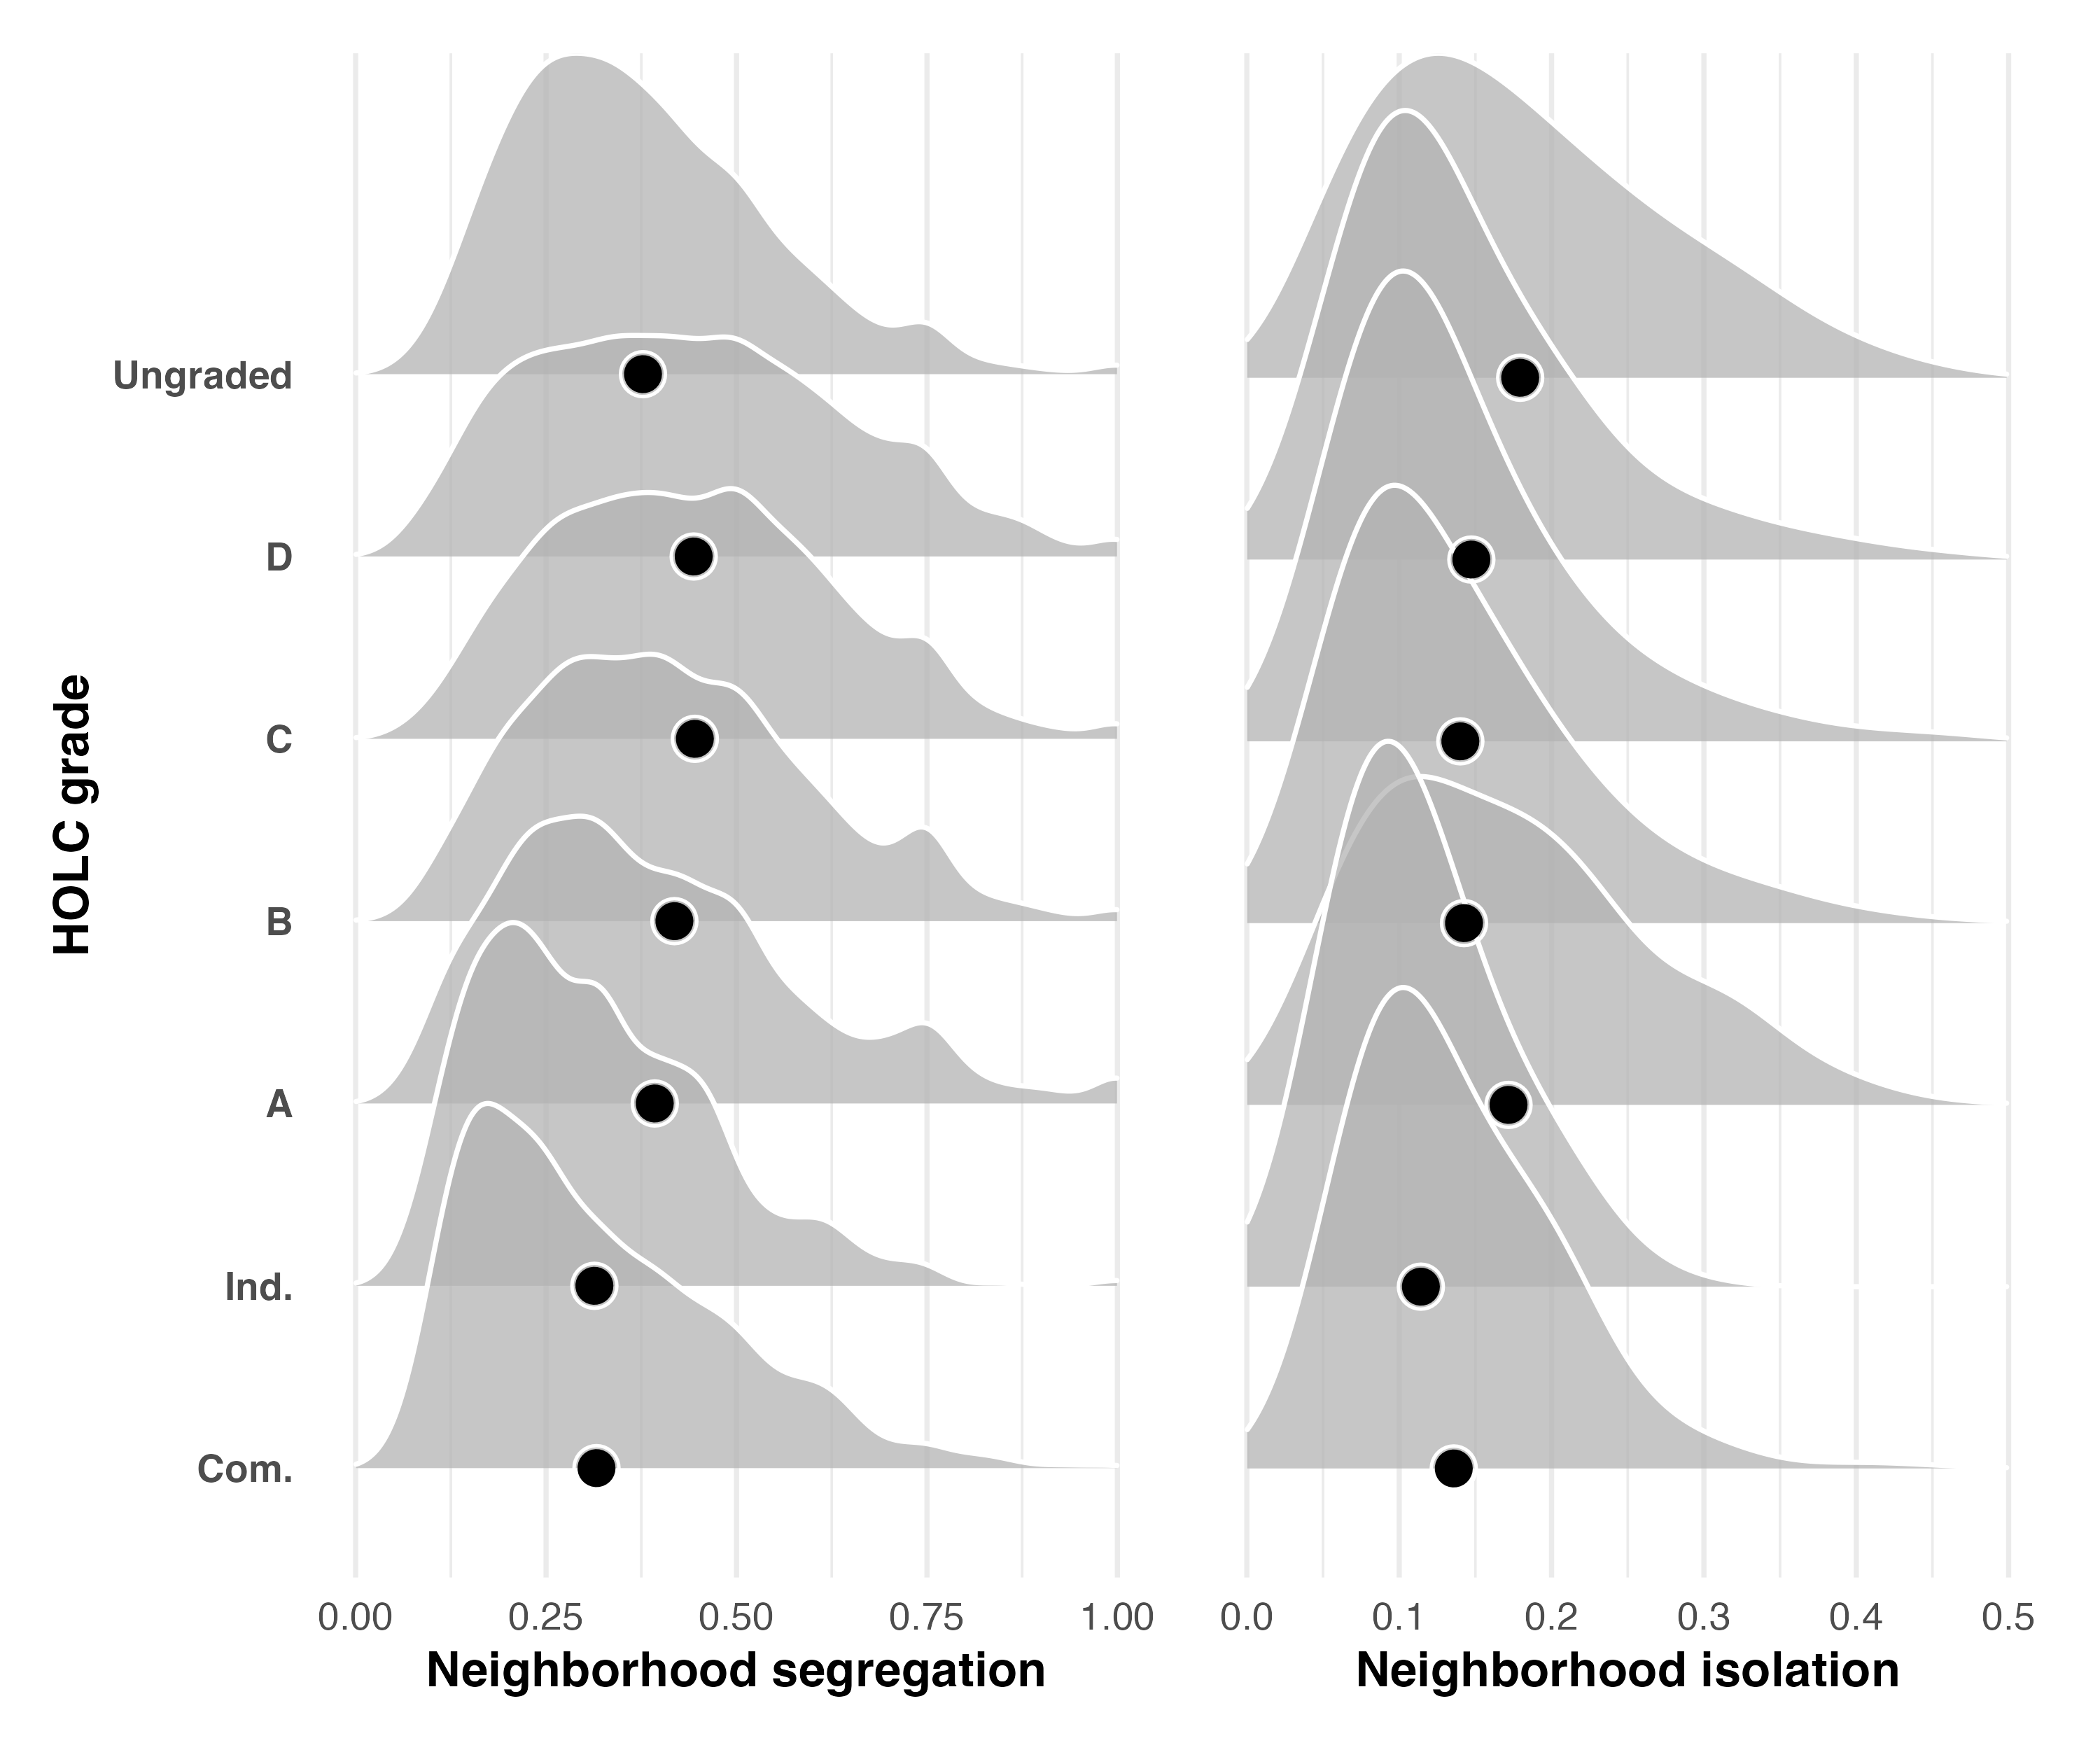 HOLC grade
Ungraded
D
C
B
A
Ind.
Com.
0.00 0.25 0.50 0.75 1.00
0.0 0.1 0.2 0.3 0.4 0.5
Neighborhood segregation
Neighborhood isolation